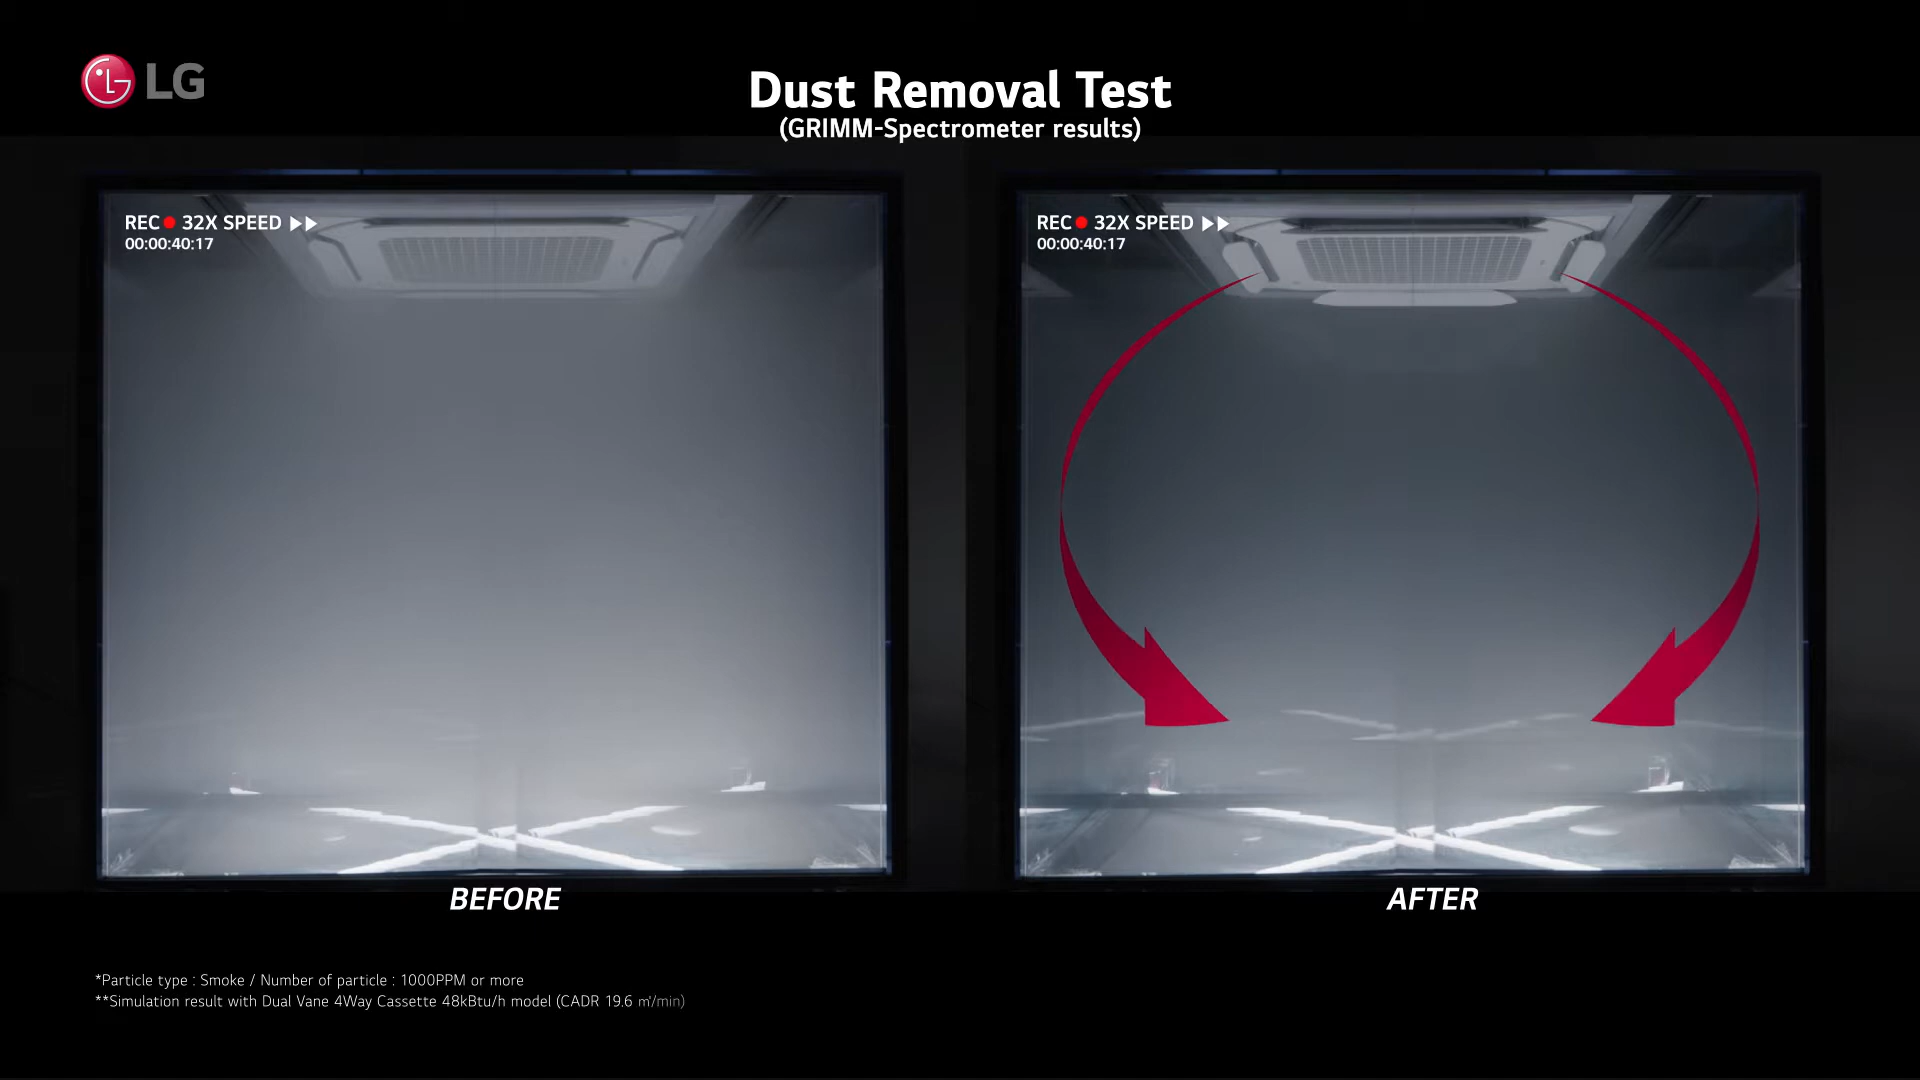 LG
Dust Removal Test
(GRIMM-Spectrometer results)
REC 32X SPEED
00:00:40:17
REC 32X SPEED
00:00:40:17
BEFORE
AFTER
*Particle type : Smoke / Number of particle : 1000PPM or more
**Simulation result with Dual Vane 4Way Cassette 48kBtu/h model (CADR 19.6 ㎥/min)